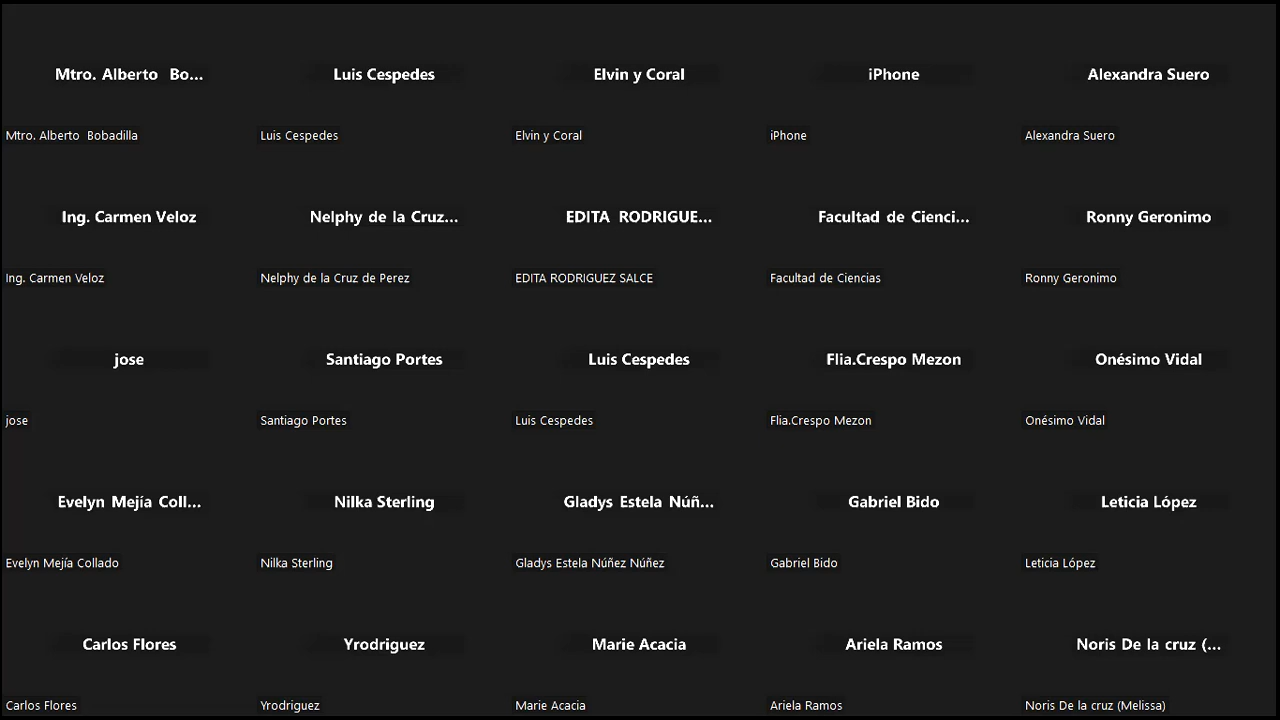 Mtro. Alberto  Bo...
Luis Cespedes
Elvin y Coral
iPhone
Alexandra Suero
Mtro. Alberto  Bobadilla
Luis Cespedes
Elvin y Coral
iPhone
Alexandra Suero
Ing. Carmen Veloz
Nelphy de la Cruz...
EDITA RODRIGUE...
Facultad de Cienci...
Ronny Geronimo
Ing. Carmen Veloz
Nelphy de la Cruz de Perez
EDITA RODRIGUEZ SALCE
Facultad de Ciencias
Ronny Geronimo
jose
Santiago Portes
Luis Cespedes
Flia.Crespo Mezon
Onésimo Vidal
jose
Santiago Portes
Luis Cespedes
Flia.Crespo Mezon
Onésimo Vidal
Evelyn Mejía Coll...
Nilka Sterling
Gladys Estela Núñ...
Gabriel Bido
Leticia López
Evelyn Mejía Collado
Nilka Sterling
Gladys Estela Núñez Núñez
Gabriel Bido
Leticia López
Carlos Flores
Yrodriguez
Marie Acacia
Ariela Ramos
Noris De la cruz (...
Carlos Flores
Yrodriguez
Marie Acacia
Ariela Ramos
Noris De la cruz (Melissa)